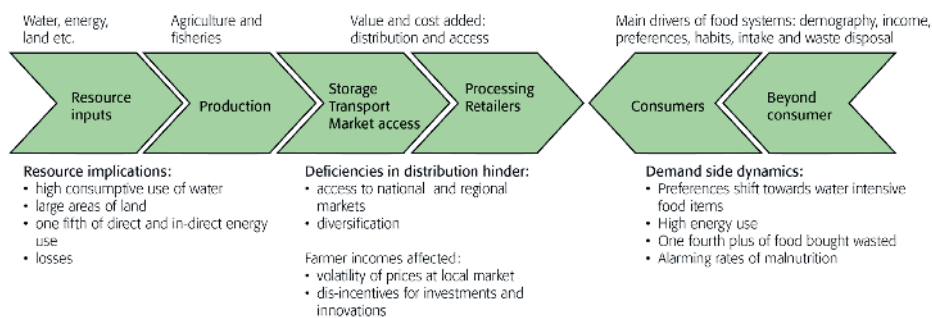 Water, energy,
land etc.
Agriculture and
fisheries
Value and cost added:
distribution and access
Main drivers of food systems: demography, income,
preferences, habits, intake and waste disposal
Resource
inputs
Production
Storage
Transport
Market access
Processing
Retailers
Consumers
Beyond
consumer
Resource implications:
• high consumptive use of water
• large areas of land
• one fifth of direct and in-direct energy
use
• losses
Deficiencies in distribution hinder:
• access to national and regional
markets
• diversification
Farmer incomes affected:
• volatility of prices at local market
• dis-incentives for investments and
innovations
Demand side dynamics:
• Preferences shift towards water intensive
food items
• High energy use
• One fourth plus of food bought wasted
• Alarming rates of malnutrition